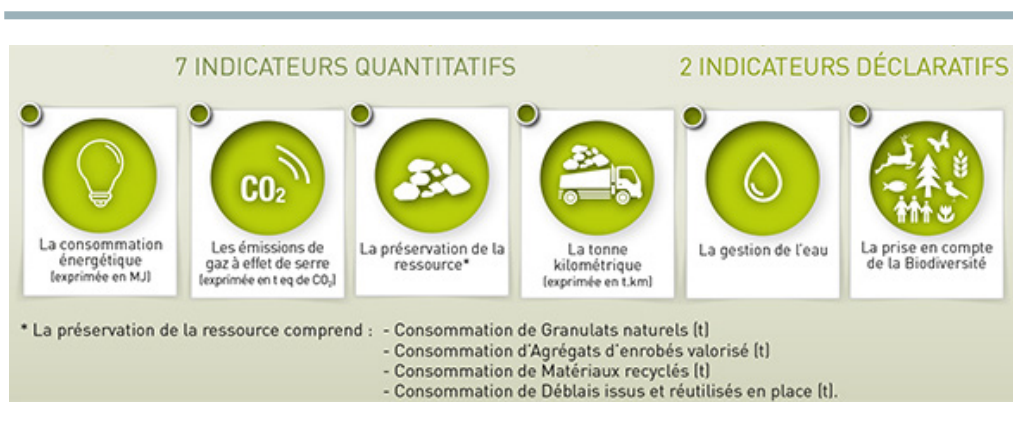 7 INDICATEURS QUANTITATIFS
2 INDICATEURS DÉCLARATIFS
CO₂
La consommation
énergétique
(exprimée en MJ)
Les émissions de
gaz à effet de serre
(exprimée en t eq de CO₂)
La préservation de la
ressource*
La tonne
kilométrique
(exprimée en t.km)
La gestion de l'eau
La prise en compte
de la Biodiversité
* La préservation de la ressource comprend : - Consommation de Granulats naturels (t)
- Consommation d'Agrégats d'enrobés valorisé (t)
- Consommation de Matériaux recyclés (t)
- Consommation de Déblais issus et réutilisés en place (t).